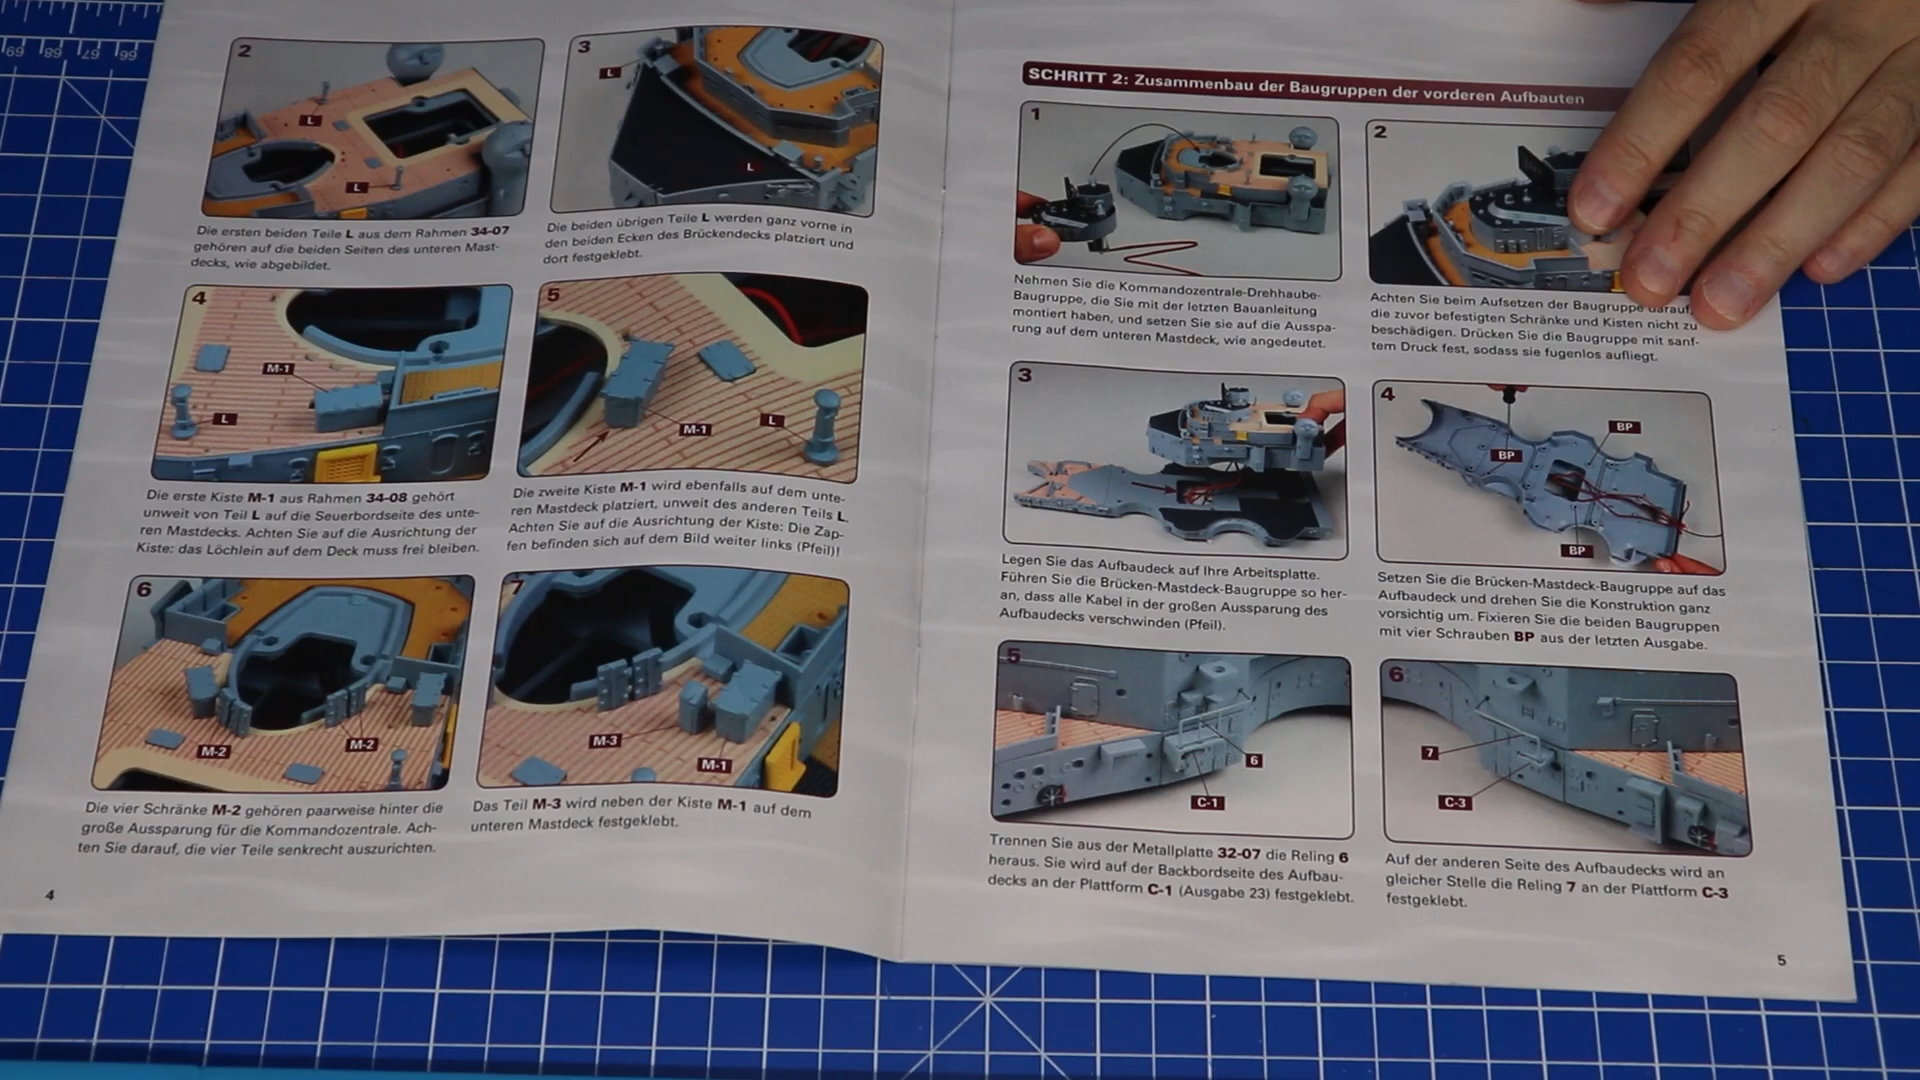 69 68 67 66
2
L
L
Die ersten beiden Teile L aus dem Rahmen 34-07
gehören auf die beiden Seiten des unteren Mast-
decks, wie abgebildet.
3
L
L
Die beiden übrigen Teile L werden ganz vorne in
den beiden Ecken des Brückendecks platziert und
dort festgeklebt.
4
M-1
L
Die erste Kiste M-1 aus Rahmen 34-08 gehört
unweit von Teil L auf die Seuerbordseite des unte-
ren Mastdecks. Achten Sie auf die Ausrichtung der
Kiste: das Löchlein auf dem Deck muss frei bleiben.
5
L
M-1
Die zweite Kiste M-1 wird ebenfalls auf dem unte-
ren Mastdeck platziert, unweit des anderen Teils L.
Achten Sie auf die Ausrichtung der Kiste: Die Zap-
fen befinden sich auf dem Bild weiter links (Pfeil)!
6
M-2
M-2
Die vier Schränke M-2 gehören paarweise hinter die
große Aussparung für die Kommandozentrale. Ach-
ten Sie darauf, die vier Teile senkrecht auszurichten.
7
M-3
M-1
Das Teil M-3 wird neben der Kiste M-1 auf dem
unteren Mastdeck festgeklebt.
4
SCHRITT 2: Zusammenbau der Baugruppen der vorderen Aufbauten
1
Nehmen Sie die Kommandozentrale-Drehhaube-
Baugruppe, die Sie mit der letzten Bauanleitung
montiert haben, und setzen Sie sie auf die Ausspa-
rung auf dem unteren Mastdeck, wie angedeutet.
2
Achten Sie beim Aufsetzen der Baugruppe darauf,
die zuvor befestigten Schränke und Kisten nicht zu
beschädigen. Drücken Sie die Baugruppe mit sanf-
tem Druck fest, sodass sie fugenlos aufliegt.
3
Legen Sie das Aufbaudeck auf Ihre Arbeitsplatte.
Führen Sie die Brücken-Mastdeck-Baugruppe so her-
an, dass alle Kabel in der großen Aussparung des
Aufbaudecks verschwinden (Pfeil).
4
BP
BP
BP
Setzen Sie die Brücken-Mastdeck-Baugruppe auf das
Aufbaudeck und drehen Sie die Konstruktion ganz
vorsichtig um. Fixieren Sie die beiden Baugruppen
mit vier Schrauben BP aus der letzten Ausgabe.
5
6
C-1
Trennen Sie aus der Metallplatte 32-07 die Reling 6
heraus. Sie wird auf der Backbordseite des Aufbau-
decks an der Plattform C-1 (Ausgabe 23) festgeklebt.
6
7
C-3
Auf der anderen Seite des Aufbaudecks wird an
gleicher Stelle die Reling 7 an der Plattform C-3
festgeklebt.
5